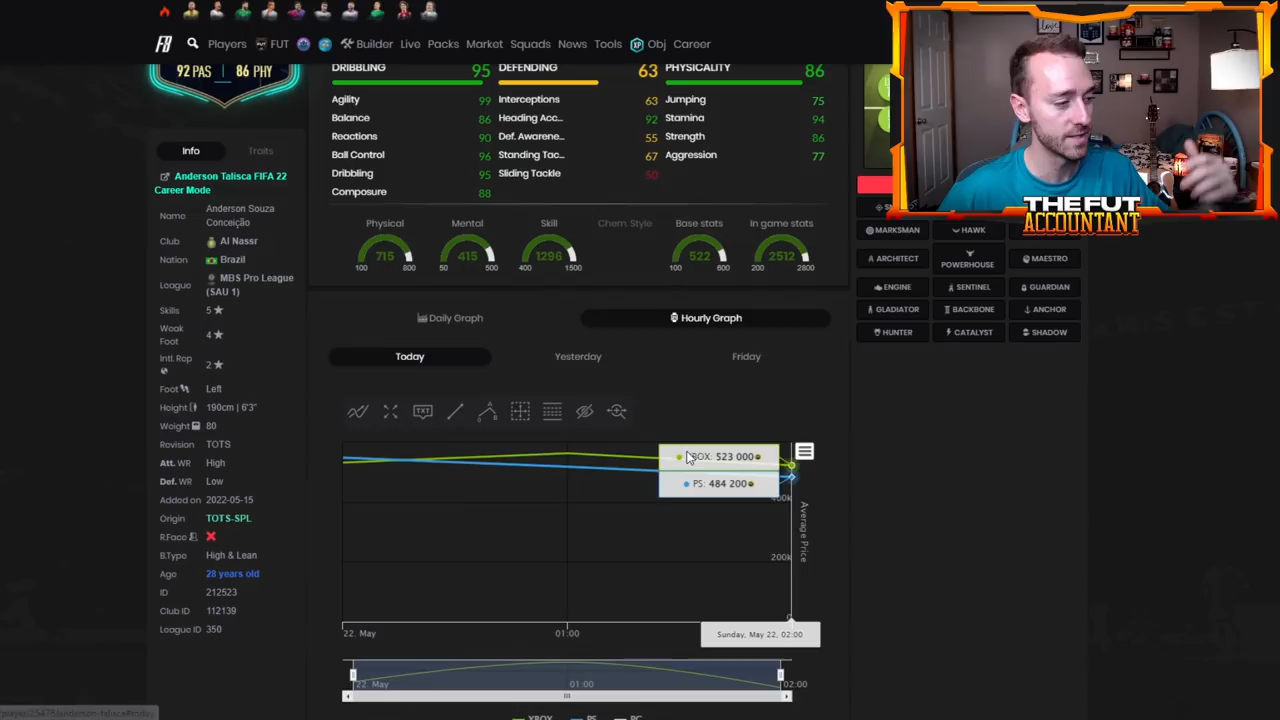 FB Players FUT Builder Live Packs Market Squads News Tools XP Obj Career
92 PAS 86 PHY
DRIBBLING 95 DEFENDING 63 PHYSICALITY 86
Agility 99 Interceptions 63 Jumping 75
Balance 86 Heading Acc... 92 Stamina 94
Reactions 90 Def. Awarene... 55 Strength 86
Ball Control 96 Standing Tac... 67 Aggression 77
Dribbling 95 Sliding Tackle 50
Composure 88
Info Traits
Anderson Talisca FIFA 22
Career Mode
Name Anderson Souza
Conceição
Club Al Nassr
Nation Brazil
League MBS Pro League
(SAU 1)
Skills 5 ★
Weak
Foot 4 ★
Intl. Rep 2 ★
Foot Left
Height 190cm | 6'3"
Weight 80
Revision TOTS
Att. WR High
Def. WR Low
Added on 2022-05-15
Origin TOTS-SPL
R.Face
B.Type High & Lean
Age 28 years old
ID 212523
Club ID 112139
League ID 350
Physical Mental Skill Chem. Style Base stats In game stats
715 415 1296 522 2512
100 800 50 500 400 1500 100 600 200 2800
Daily Graph Hourly Graph
Today Yesterday Friday
TXT
PS: 484 200
523 000
200k
Average Price
22. May 01:00
Sunday, May 22, 02:00
22. May 01:00 02:00
XBOX PS PC
THE FUT
ACCOUNTANT
MARKSMAN HAWK
ARCHITECT POWERHOUSE MAESTRO
ENGINE SENTINEL GUARDIAN
GLADIATOR BACKBONE ANCHOR
HUNTER CATALYST SHADOW